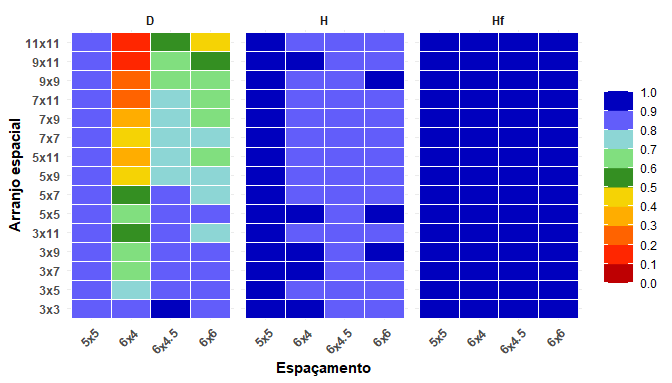 D H Hf
Arranjo espacial
11x11
9x11
9x9
7x11
7x9
7x7
5x11
5x9
5x7
5x5
3x11
3x9
3x7
3x5
3x3
5x5 6x4 6x4.5 6x6 5x5 6x4 6x4.5 6x6 5x5 6x4 6x4.5 6x6
Espaçamento
1.0
0.9
0.8
0.7
0.6
0.5
0.4
0.3
0.2
0.1
0.0